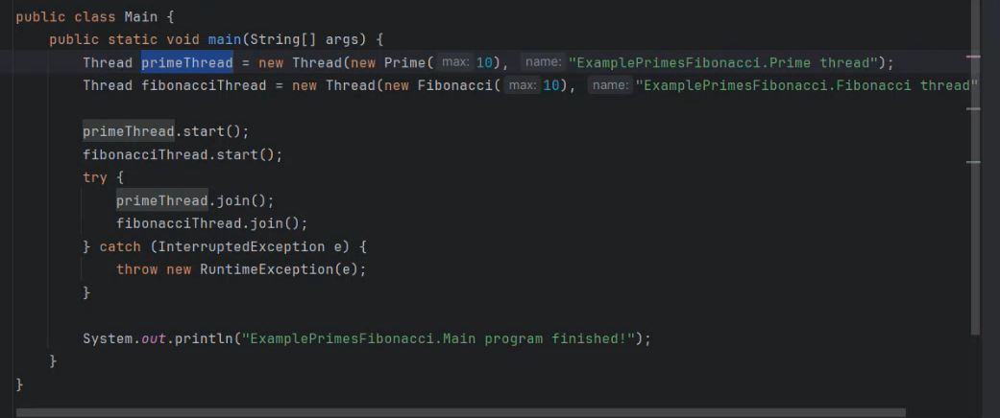 public class Main {
public static void main(String[] args) {
Thread primeThread = new Thread(new Prime( max: 10), name: "ExamplePrimesFibonacci.Prime thread");
Thread fibonacciThread = new Thread(new Fibonacci( max: 10), name: "ExamplePrimesFibonacci.Fibonacci thread"
primeThread.start();
fibonacciThread.start();
try {
primeThread.join();
fibonacciThread.join();
} catch (InterruptedException e) {
throw new RuntimeException(e);
}
System.out.println("ExamplePrimesFibonacci.Main program finished!");
}
}